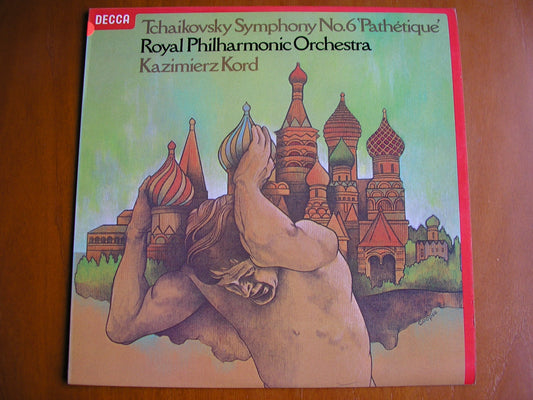 DECCA
Tchaikovsky Symphony No.6 'Pathétique'
Royal Philharmonic Orchestra
Kazimierz Kord